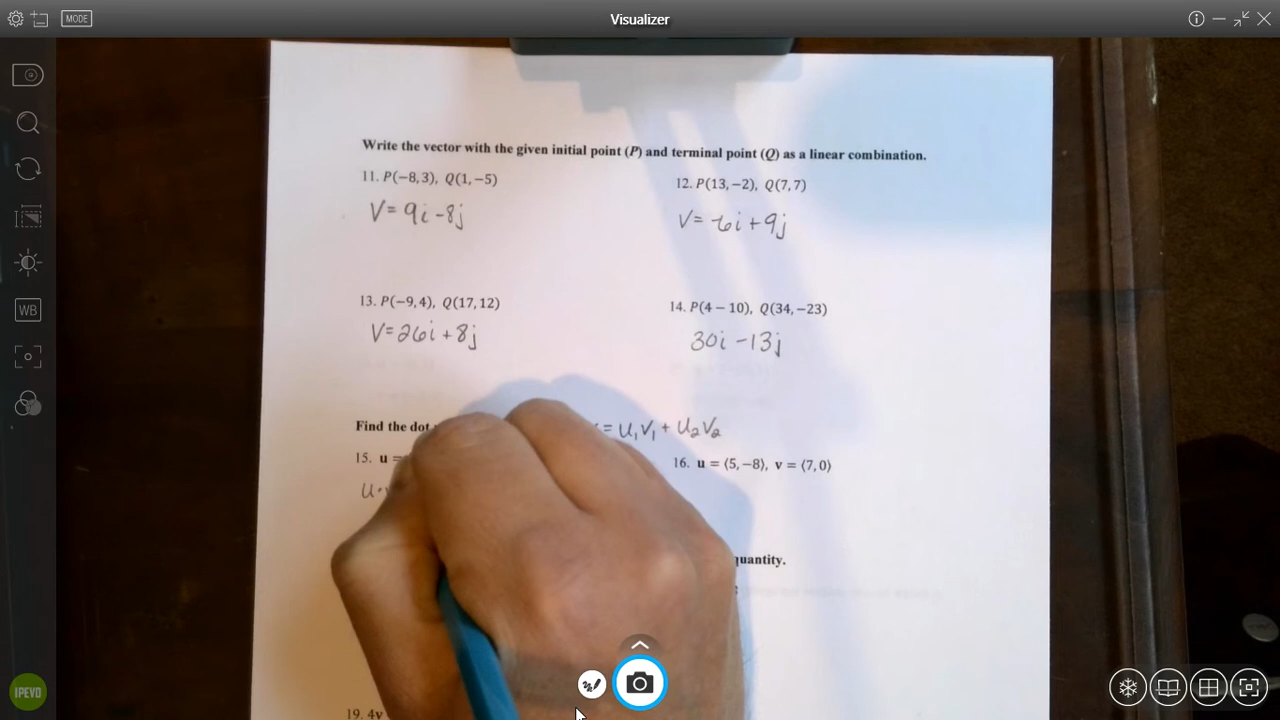 MODE
Visualizer
Write the vector with the given initial point (P) and terminal point (Q) as a linear combination.
11. P(−8, 3), Q(1, −5)
12. P(13, −2), Q(7, 7)
V = 9i - 8j
V = -6i + 9j
13. P(−9, 4), Q(17, 12)
14. P(4 − 10), Q(34, −23)
V = 26i + 8j
30i - 13j
Find the dot
= U₁V₁ + U₂V₂
15. u =
16. u = ⟨5, −8⟩, v = ⟨7, 0⟩
U·
quantity.
19. 4v
WB
IPEVO